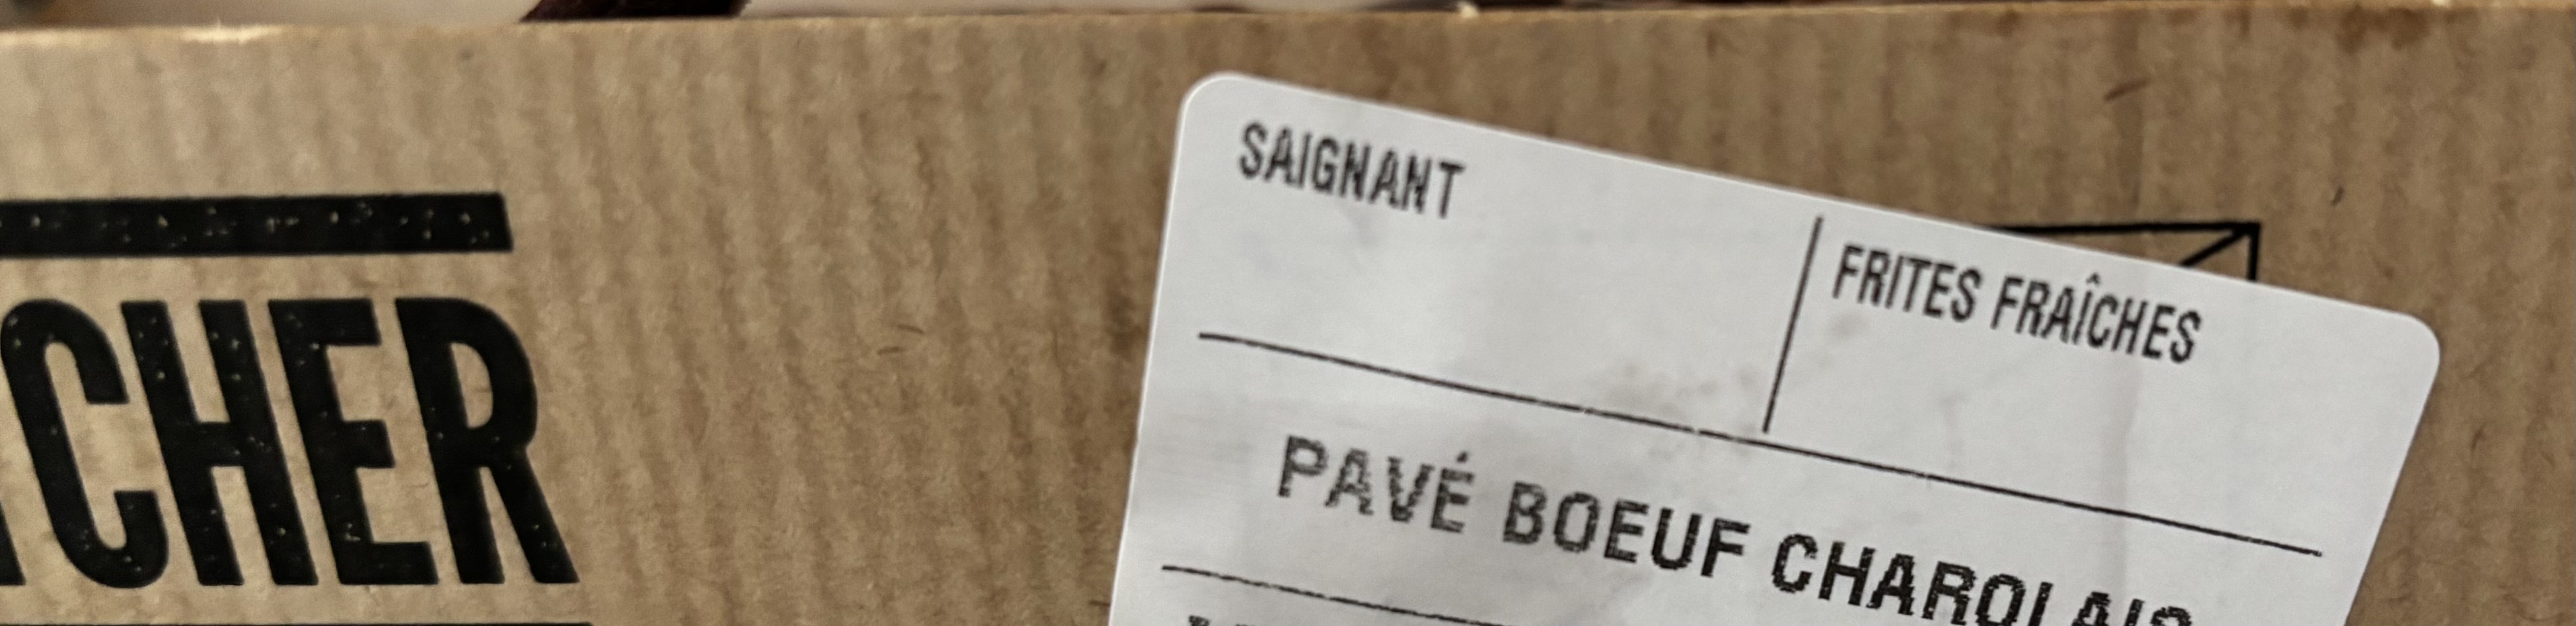 CHER
SAIGNANT
FRITES FRAÎCHES
PAVÉ BOEUF CHAROLAIS